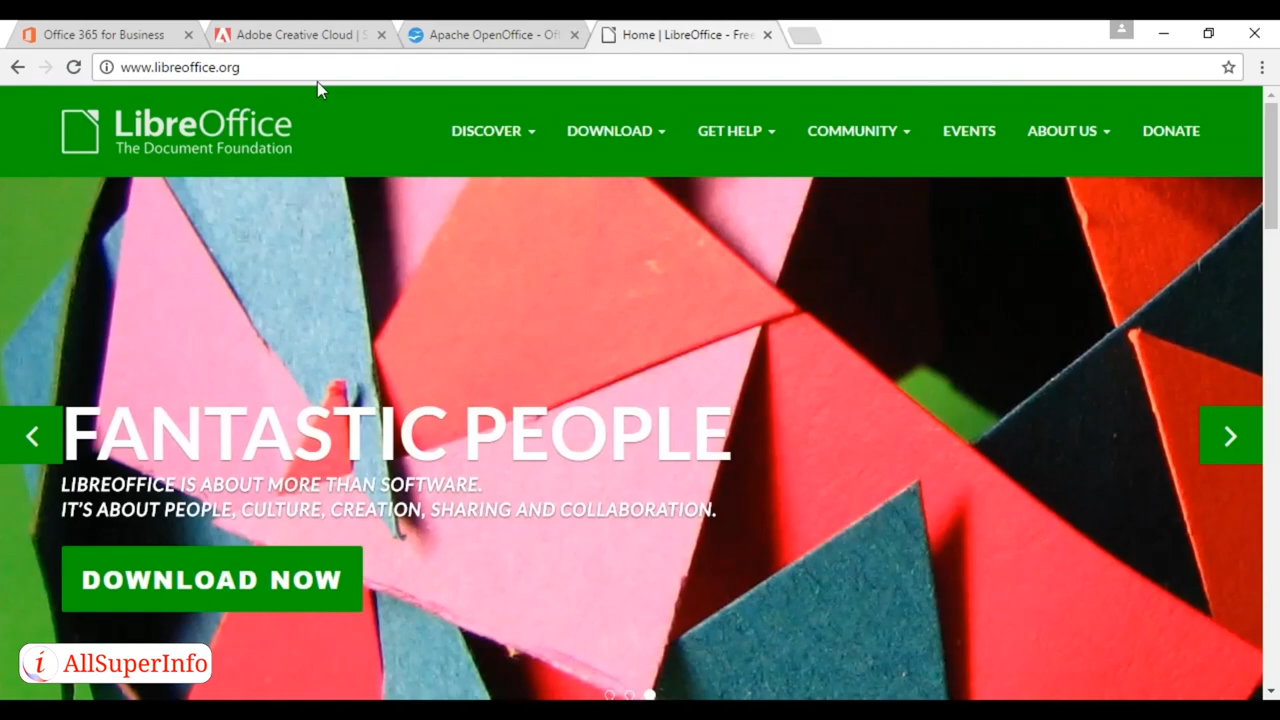 Office 365 for Business
Adobe Creative Cloud | S
Apache OpenOffice - Of
Home | LibreOffice - Free
www.libreoffice.org
LibreOffice
The Document Foundation
DISCOVER
DOWNLOAD
GET HELP
COMMUNITY
EVENTS
ABOUT US
DONATE
FANTASTIC PEOPLE
LIBREOFFICE IS ABOUT MORE THAN SOFTWARE.
IT'S ABOUT PEOPLE, CULTURE, CREATION, SHARING AND COLLABORATION.
DOWNLOAD NOW
i AllSuperInfo